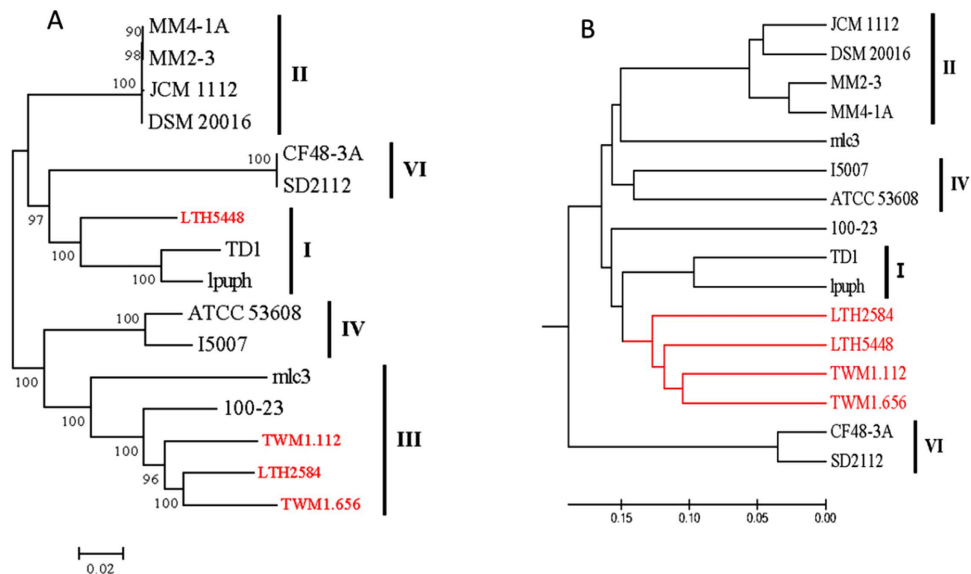 A
MM4-1A
90
98
MM2-3
II
JCM 1112
100
DSM 20016
CF48-3A
100
VI
SD2112
97
LTH5448
100
TD1
I
100
lpuph
ATCC 53608
100
IV
I5007
100
mlc3
100
100-23
III
100
TWM1.112
96
LTH2584
100
TWM1.656
0.02
B
JCM 1112
DSM 20016
II
MM2-3
MM4-1A
mlc3
I5007
IV
ATCC 53608
100-23
TD1
I
lpuph
LTH2584
LTH5448
TWM1.112
TWM1.656
CF48-3A
VI
SD2112
0.15 0.10 0.05 0.00